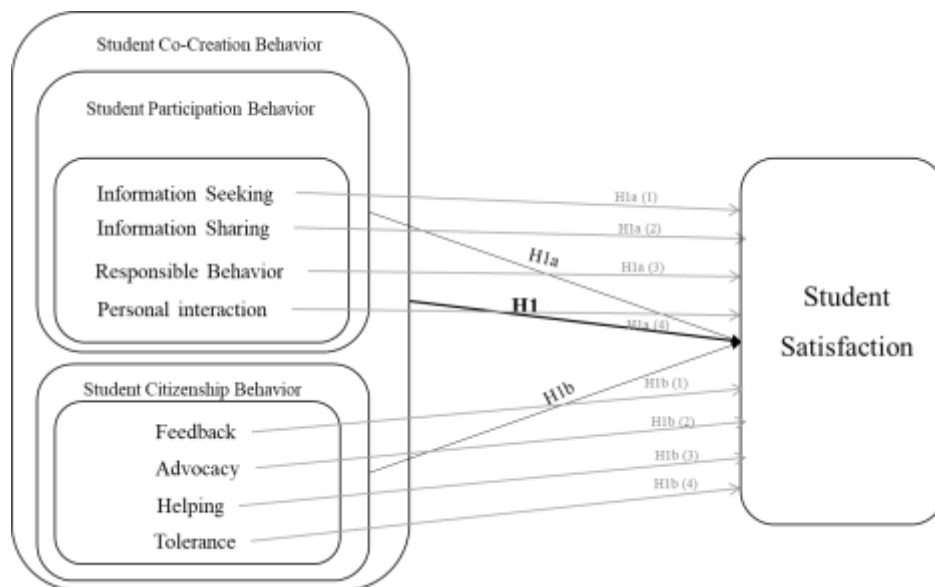 Student Co-Creation Behavior
Student Participation Behavior
Information Seeking
Information Sharing
Responsible Behavior
Personal interaction
Student Citizenship Behavior
Feedback
Advocacy
Helping
Tolerance
H1a (1)
H1a (2)
H1a
H1a (3)
H1
H1a (4)
H1b
H1b (1)
H1b (2)
H1b (3)
H1b (4)
Student
Satisfaction